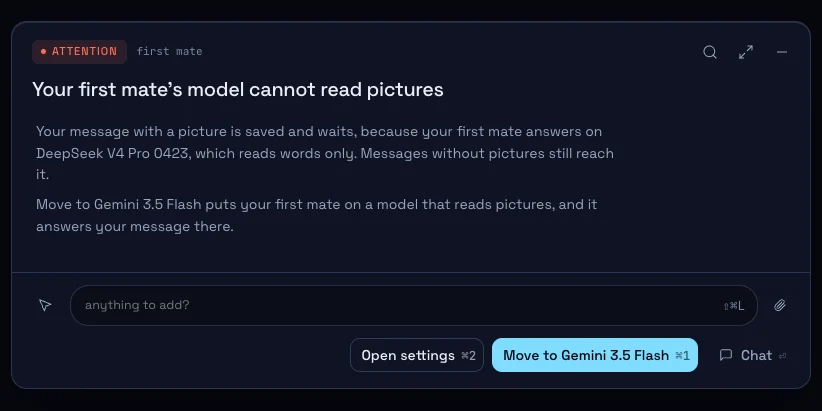 ATTENTION first mate
Your first mate's model cannot read pictures
Your message with a picture is saved and waits, because your first mate answers on
DeepSeek V4 Pro 0423, which reads words only. Messages without pictures still reach
it.
Move to Gemini 3.5 Flash puts your first mate on a model that reads pictures, and it
answers your message there.
anything to add? ⇧⌘L
Open settings ⌘2 Move to Gemini 3.5 Flash ⌘1 Chat ⏎